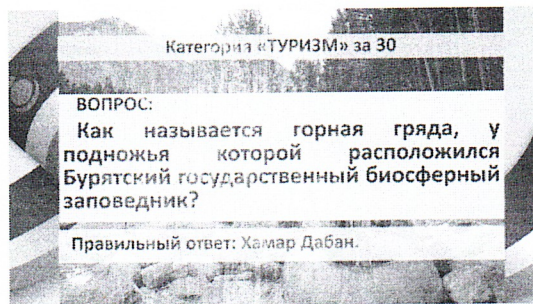 Категория «ТУРИЗМ» за 30
ВОПРОС:
Как называется горная гряда, у
подножья которой расположился
Бурятский государственный биосферный
заповедник?
Правильный ответ: Хамар Дабан.